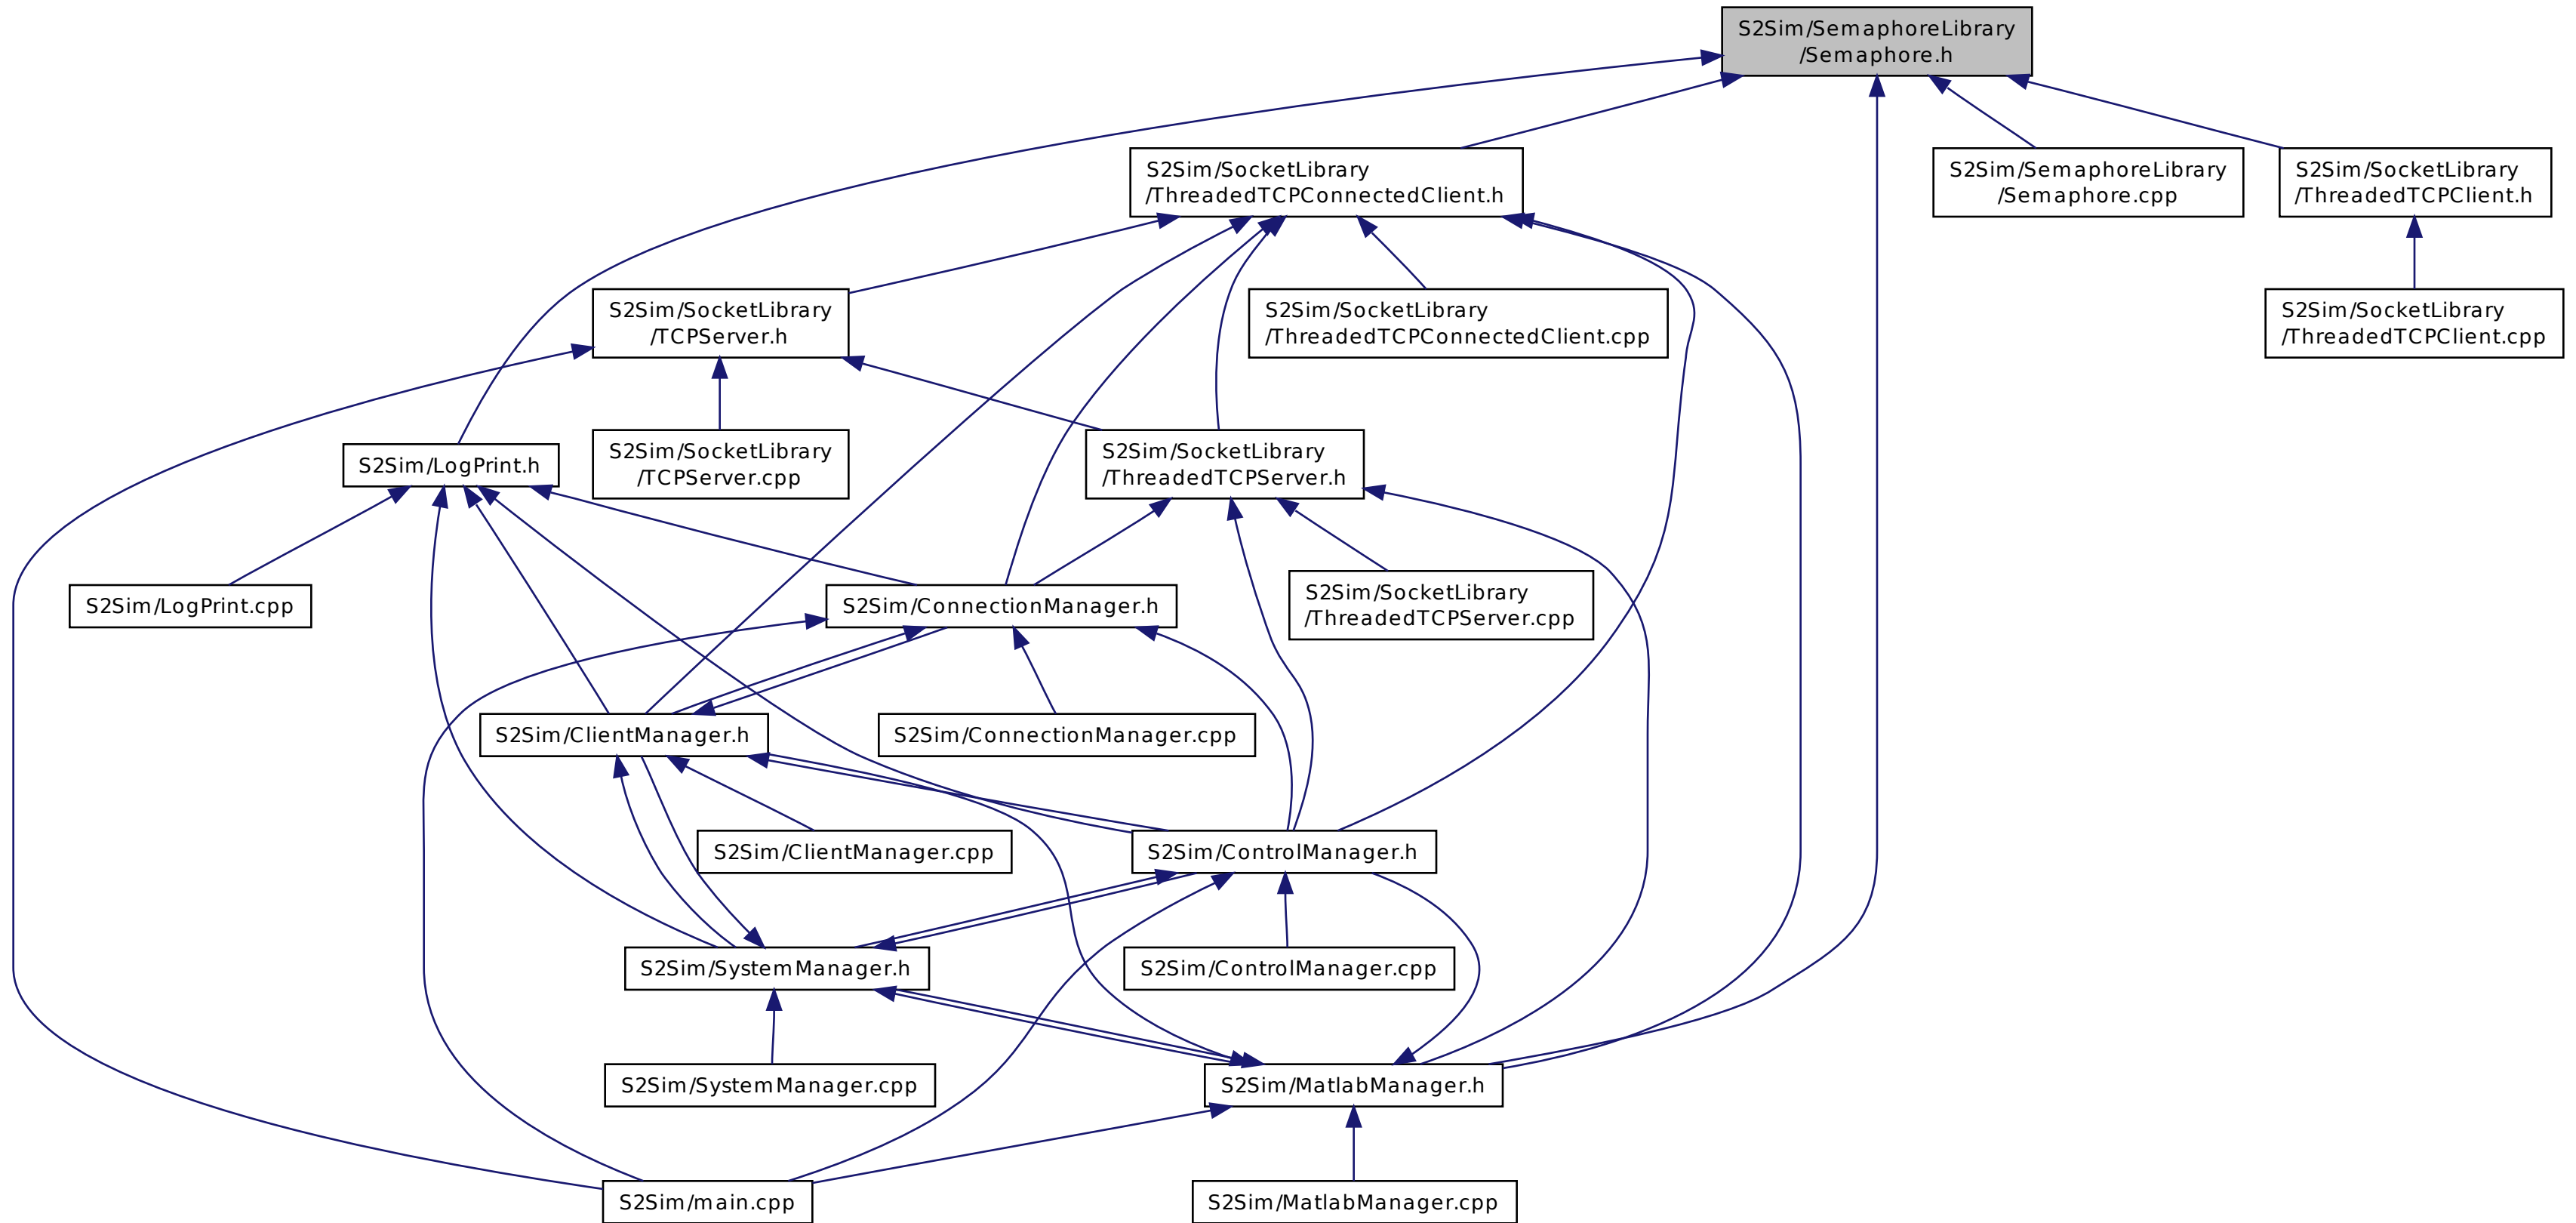 S2Sim/SemaphoreLibrary
/Semaphore.h
S2Sim/SocketLibrary
/ThreadedTCPConnectedClient.h
S2Sim/SemaphoreLibrary
/Semaphore.cpp
S2Sim/SocketLibrary
/ThreadedTCPClient.h
S2Sim/SocketLibrary
/TCPServer.h
S2Sim/SocketLibrary
/ThreadedTCPConnectedClient.cpp
S2Sim/SocketLibrary
/ThreadedTCPClient.cpp
S2Sim/LogPrint.h
S2Sim/SocketLibrary
/TCPServer.cpp
S2Sim/SocketLibrary
/ThreadedTCPServer.h
S2Sim/LogPrint.cpp
S2Sim/ConnectionManager.h
S2Sim/SocketLibrary
/ThreadedTCPServer.cpp
S2Sim/ClientManager.h
S2Sim/ConnectionManager.cpp
S2Sim/ClientManager.cpp
S2Sim/ControlManager.h
S2Sim/SystemManager.h
S2Sim/ControlManager.cpp
S2Sim/SystemManager.cpp
S2Sim/MatlabManager.h
S2Sim/main.cpp
S2Sim/MatlabManager.cpp